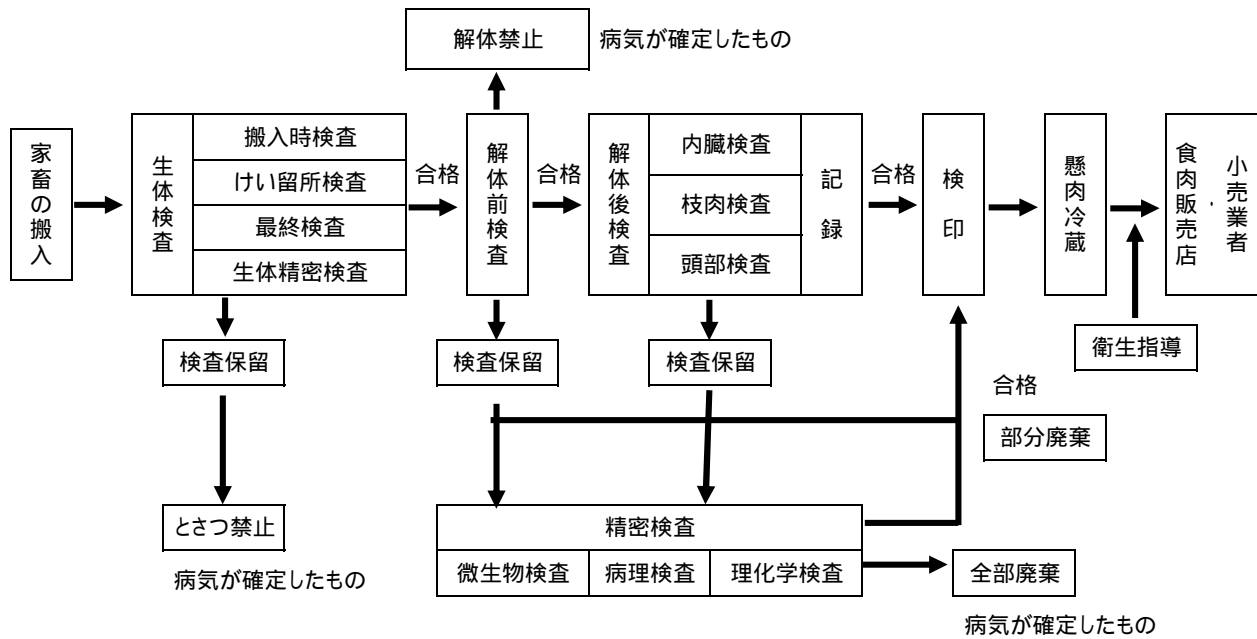 解体禁止
病気が確定したもの
家畜の搬入
生体検査
搬入時検査
けい留所検査
最終検査
生体精密検査
合格
解体前検査
合格
解体後検査
内臓検査
枝肉検査
頭部検査
記録
合格
検印
懸肉冷蔵
小売業者・
食肉販売店
検査保留
検査保留
検査保留
衛生指導
合格
部分廃棄
とさつ禁止
病気が確定したもの
精密検査
微生物検査
病理検査
理化学検査
全部廃棄
病気が確定したもの